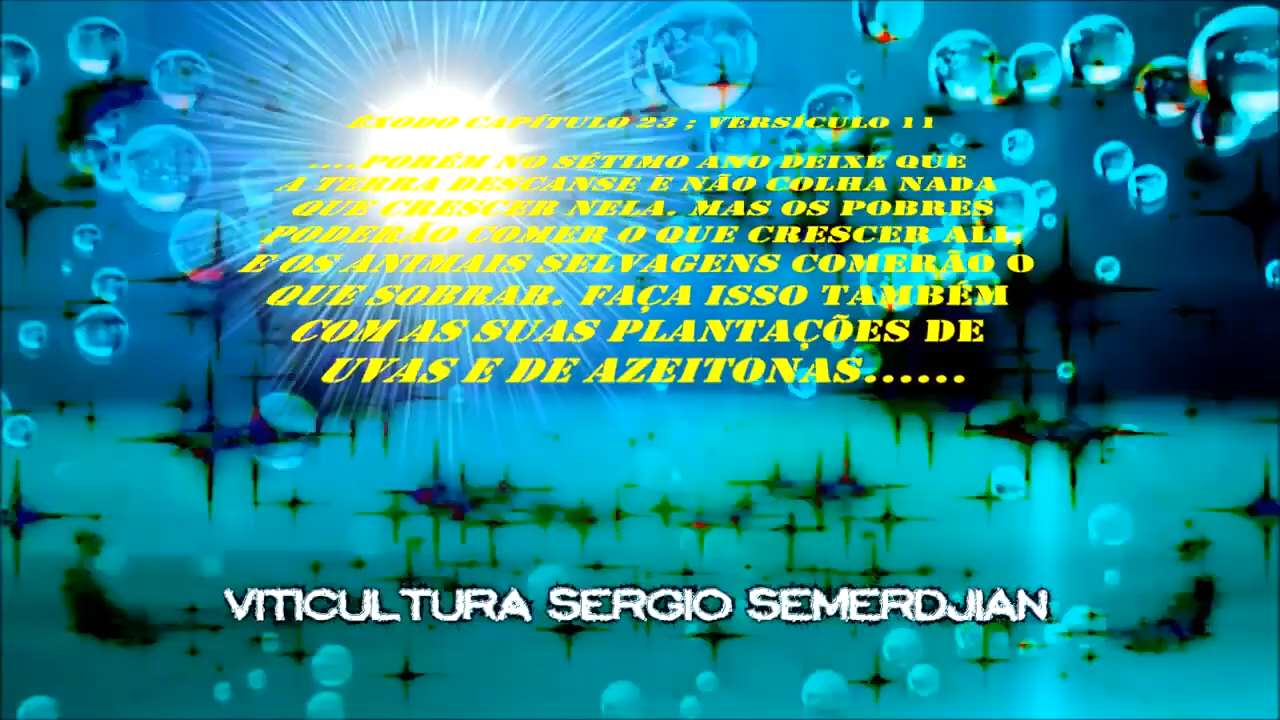 ÊXODO CAPÍTULO 23 ; VERSÍCULO 11
....PORÉM NO SÉTIMO ANO DEIXE QUE
A TERRA DESCANSE E NÃO COLHA NADA
QUE CRESCER NELA. MAS OS POBRES
PODERÃO COMER O QUE CRESCER ALI,
E OS ANIMAIS SELVAGENS COMERÃO O
QUE SOBRAR. FAÇA ISSO TAMBÉM
COM AS SUAS PLANTAÇÕES DE
UVAS E DE AZEITONAS......
VITICULTURA SERGIO SEMERDJIAN